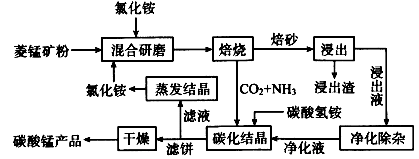 氯化铵
菱锰矿粉 混合研磨 焙烧 焙砂 浸出
氯化铵 蒸发结晶 CO₂+NH₃ 浸出渣 浸出液
滤液 碳酸氢铵
碳酸锰产品 干燥 滤饼 碳化结晶 净化液 净化除杂